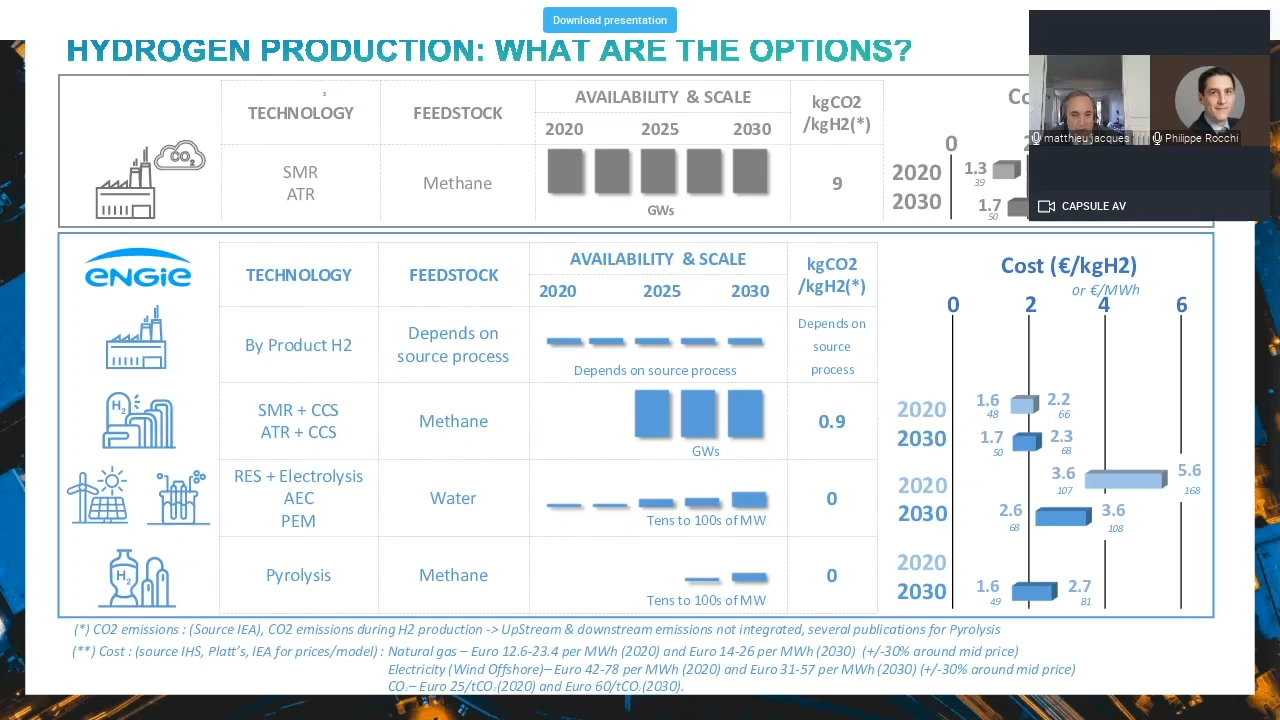 Download presentation
HYDROGEN PRODUCTION: WHAT ARE THE OPTIONS?
TECHNOLOGY
FEEDSTOCK
AVAILABILITY & SCALE
2020 2025 2030
kgCO2
/kgH2(*)
0
CO2
SMR
ATR
Methane
GWs
9
2020 1.3
39
2030 1.7
50
matthieu jacques
Philippe Rocchi
CAPSULE AV
ENGIE
TECHNOLOGY
FEEDSTOCK
AVAILABILITY & SCALE
2020 2025 2030
kgCO2
/kgH2(*)
Cost (€/kgH2)
or €/MWh
0 2 4 6
By Product H2
Depends on
source process
Depends on source process
Depends on
source
process
H2
SMR + CCS
ATR + CCS
Methane
GWs
0.9
2020 1.6 2.2
48 66
2030 1.7 2.3
50 68
RES + Electrolysis
AEC
PEM
Water
Tens to 100s of MW
0
2020 3.6 5.6
107 168
2030 2.6 3.6
68 108
H2
Pyrolysis
Methane
Tens to 100s of MW
0
2020
2030 1.6 2.7
49 81
(*) CO2 emissions : (Source IEA), CO2 emissions during H2 production -> UpStream & downstream emissions not integrated, several publications for Pyrolysis
(**) Cost : (source IHS, Platt's, IEA for prices/model) : Natural gas – Euro 12.6-23.4 per MWh (2020) and Euro 14-26 per MWh (2030) (+/-30% around mid price)
Electricity (Wind Offshore)– Euro 42-78 per MWh (2020) and Euro 31-57 per MWh (2030) (+/-30% around mid price)
CO2– Euro 25/tCO2(2020) and Euro 60/tCO2(2030).